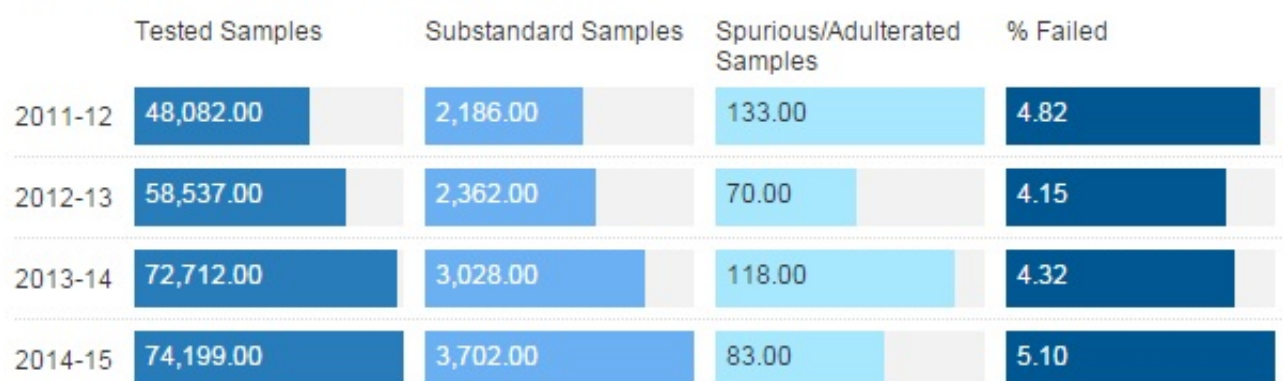 Tested Samples Substandard Samples Spurious/Adulterated Samples % Failed
2011-12 48,082.00 2,186.00 133.00 4.82
2012-13 58,537.00 2,362.00 70.00 4.15
2013-14 72,712.00 3,028.00 118.00 4.32
2014-15 74,199.00 3,702.00 83.00 5.10